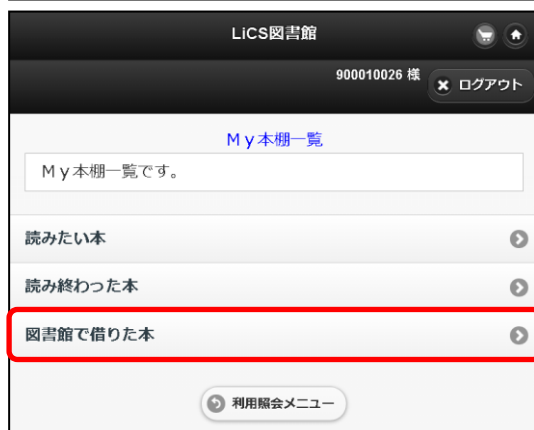 LiCS図書館
900010026 様
ログアウト
Ｍｙ本棚一覧
Ｍｙ本棚一覧です。
読みたい本
読み終わった本
図書館で借りた本
利用照会メニュー